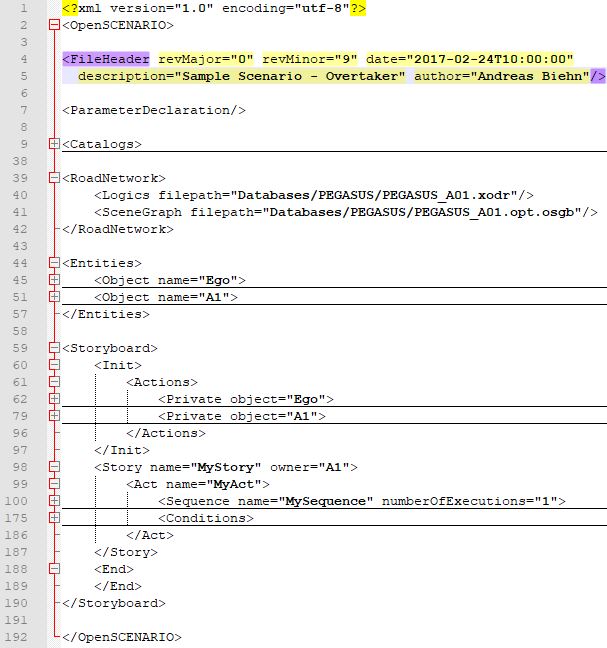 1 <?xml version="1.0" encoding="utf-8"?>
2 <OpenSCENARIO>
3
4 <FileHeader revMajor="0" revMinor="9" date="2017-02-24T10:00:00"
5 description="Sample Scenario - Overtaker" author="Andreas Biehn"/>
6
7 <ParameterDeclaration/>
8
9 <Catalogs>
38
39 <RoadNetwork>
40 <Logics filepath="Databases/PEGASUS/PEGASUS_A01.xodr"/>
41 <SceneGraph filepath="Databases/PEGASUS/PEGASUS_A01.opt.osgb"/>
42 </RoadNetwork>
43
44 <Entities>
45 <Object name="Ego">
51 <Object name="A1">
57 </Entities>
58
59 <Storyboard>
60 <Init>
61 <Actions>
62 <Private object="Ego">
79 <Private object="A1">
96 </Actions>
97 </Init>
98 <Story name="MyStory" owner="A1">
99 <Act name="MyAct">
100 <Sequence name="MySequence" numberOfExecutions="1">
175 <Conditions>
186 </Act>
187 </Story>
188 <End>
189 </End>
190 </Storyboard>
191
192 </OpenSCENARIO>